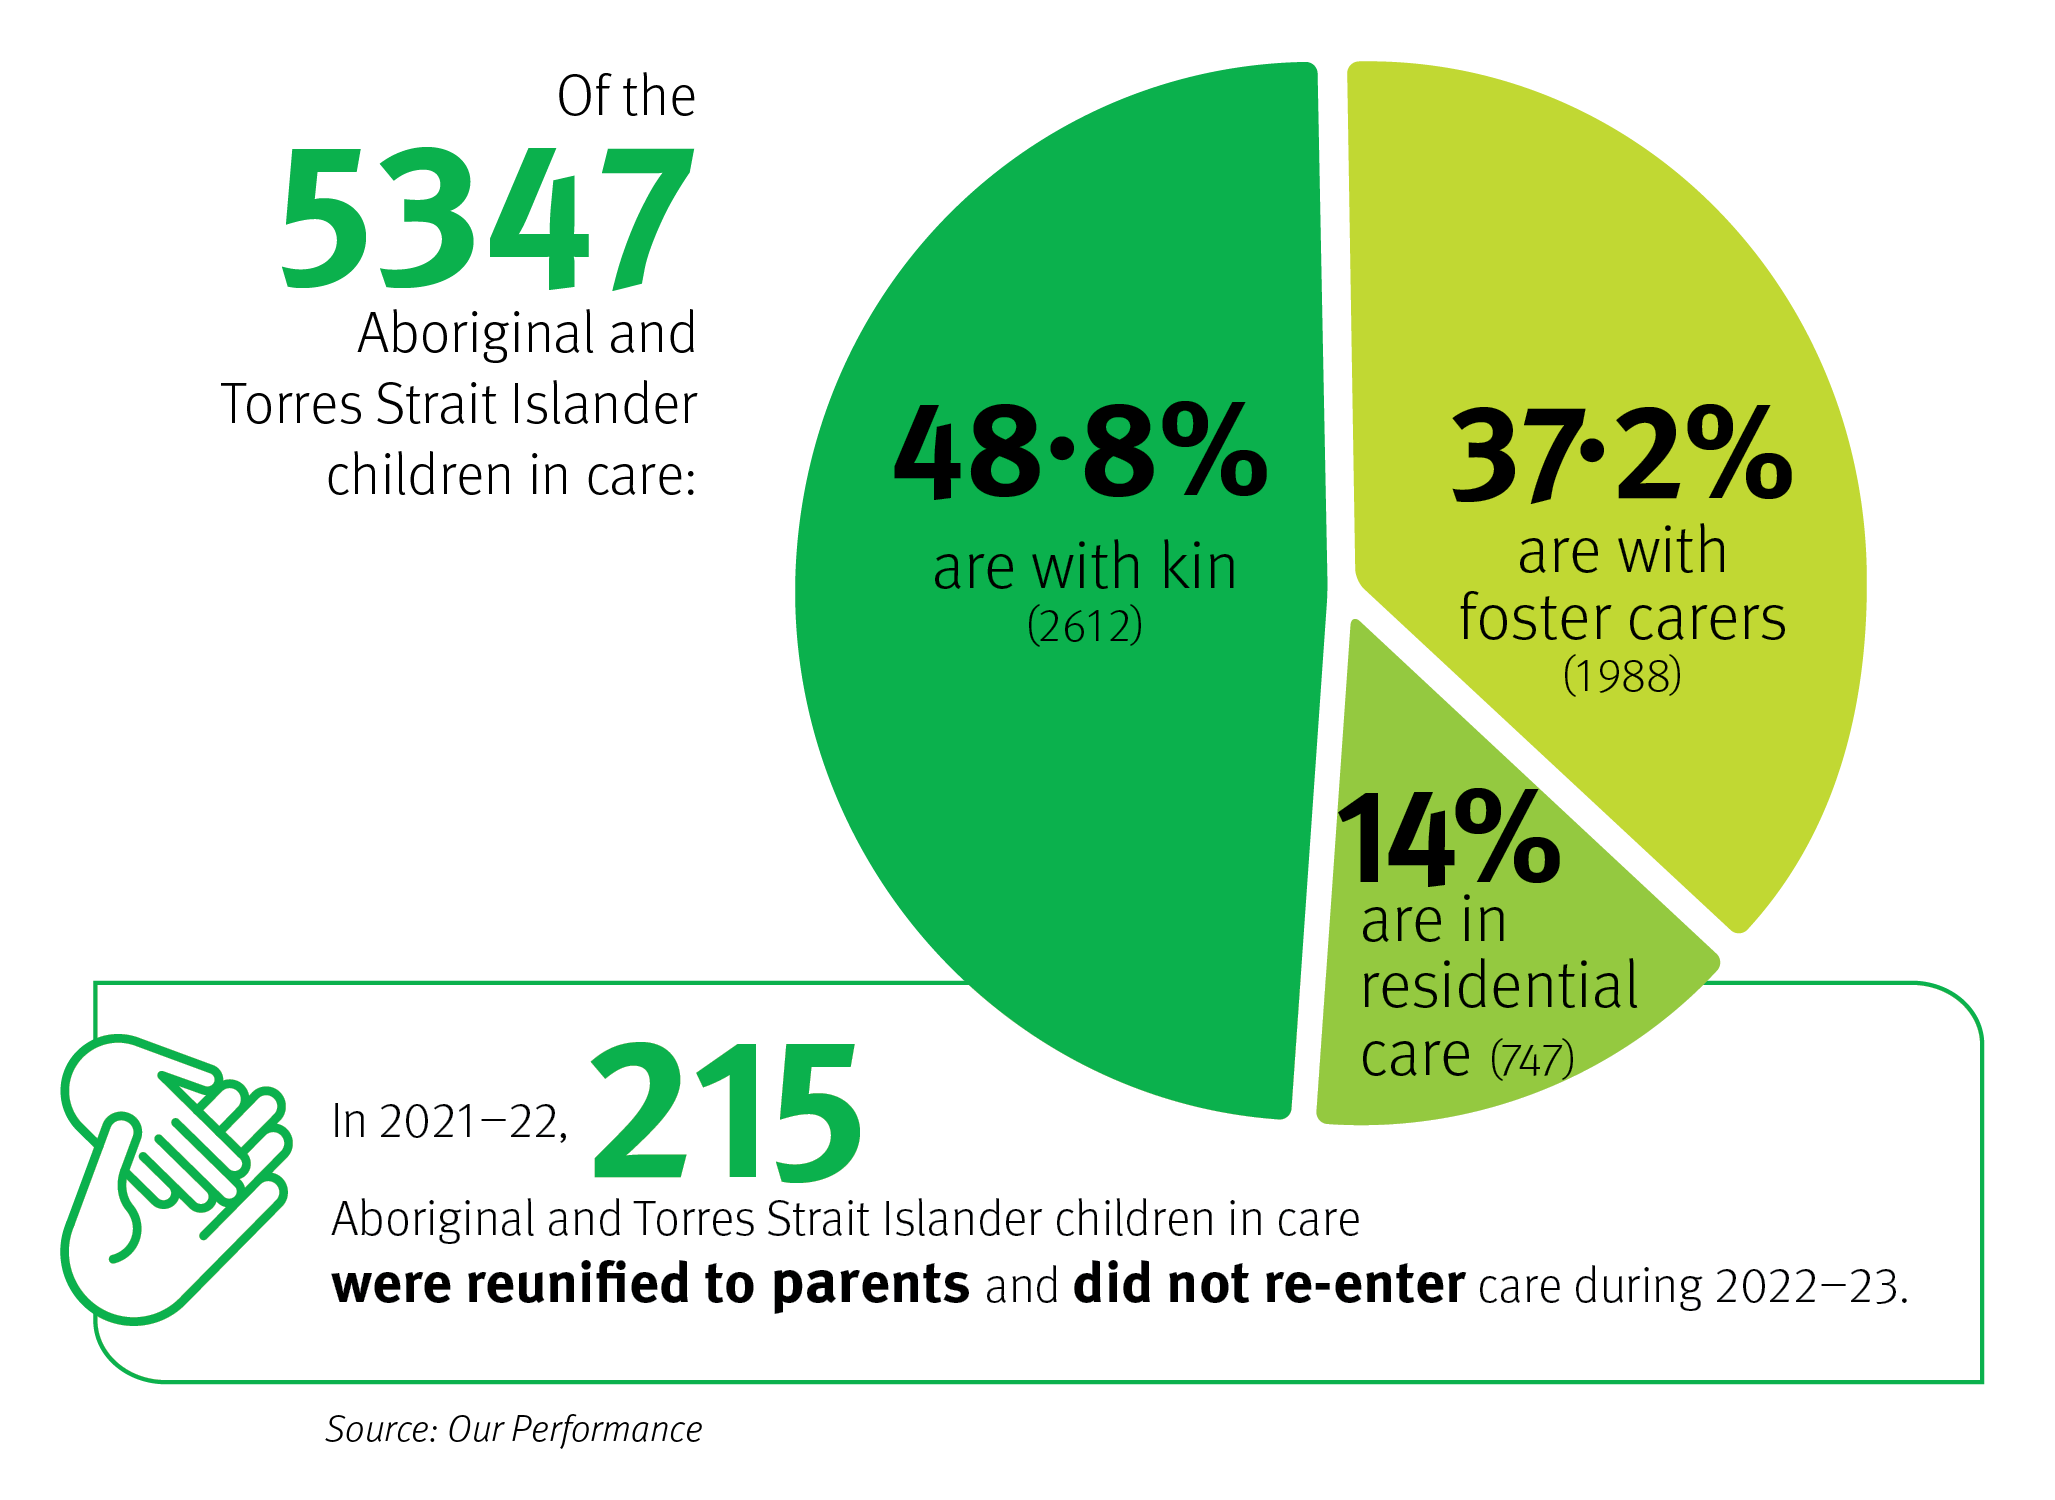 Of the
5347
Aboriginal and
Torres Strait Islander
children in care:
48·8%
are with kin
(2612)
37·2%
are with
foster carers
(1988)
14%
are in
residential
care (747)
In 2021–22, 215
Aboriginal and Torres Strait Islander children in care
were reunified to parents and did not re-enter care during 2022–23.
Source: Our Performance